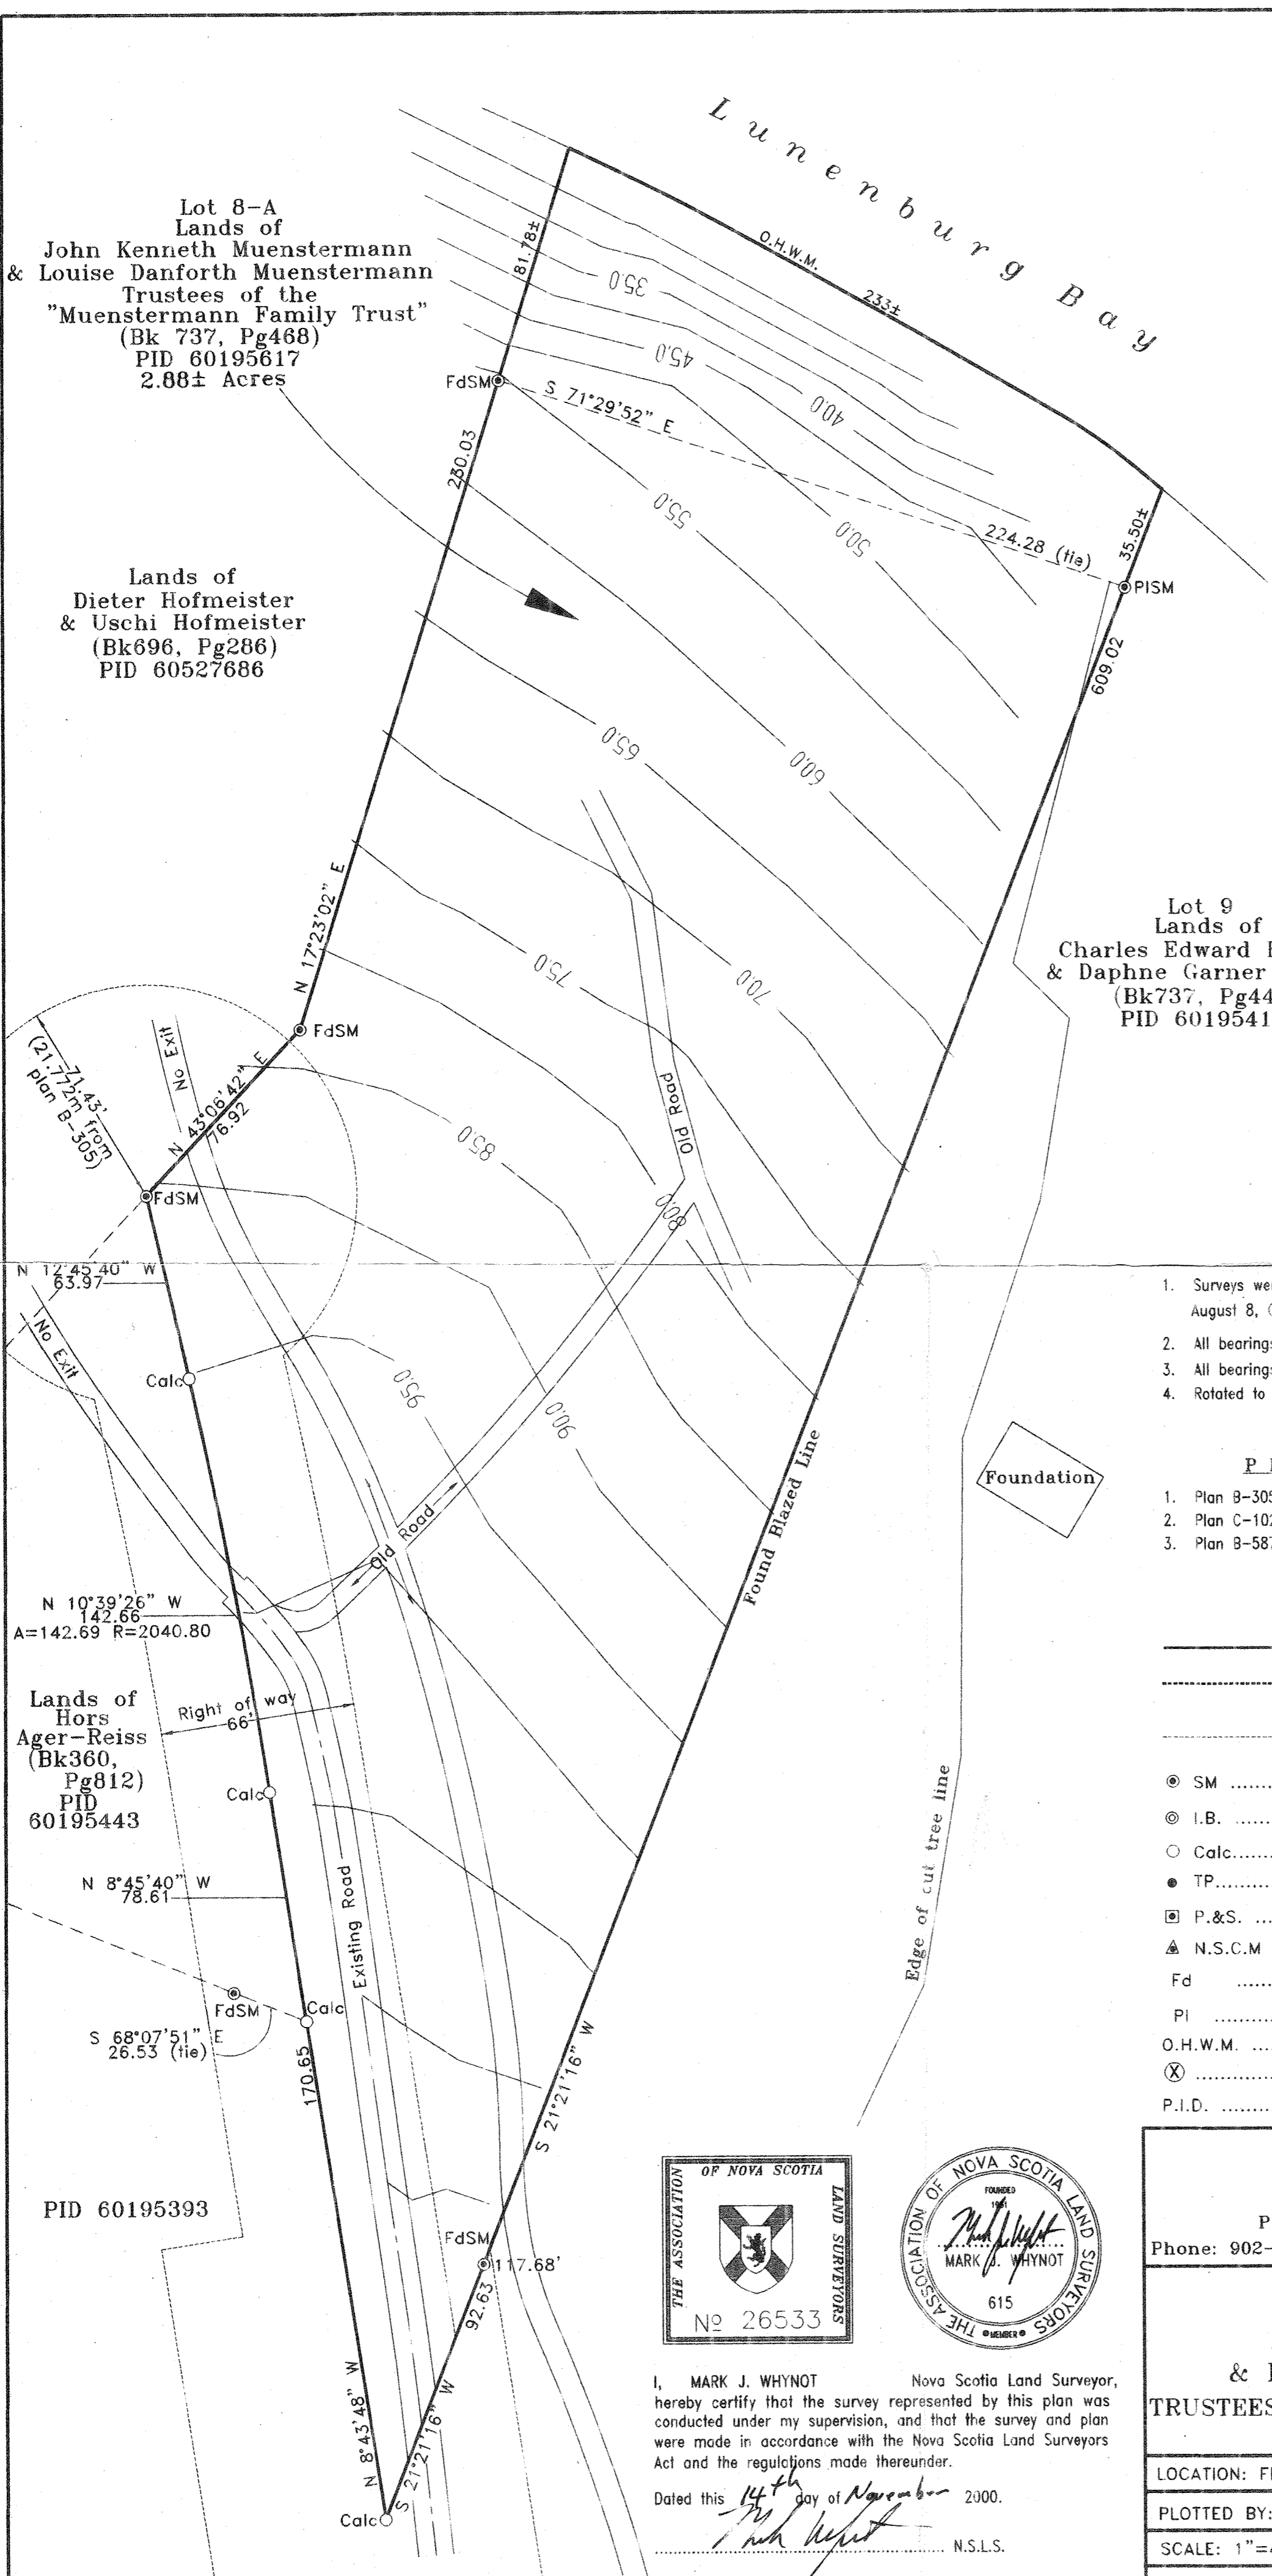 Lunenburg Bay
O.H.W.M.
233±
Lot 8-A
Lands of
John Kenneth Muenstermann
& Louise Danforth Muenstermann
Trustees of the
"Muenstermann Family Trust"
(Bk 737, Pg468)
PID 60195617
2.88± Acres
81.78±
35.0
45.0
40.0
FdSM
S 71°29'52" E
224.28 (tie)
35.50±
PlSM
230.03
55.0
50.0
609.02
Lands of
Dieter Hofmeister
& Uschi Hofmeister
(Bk696, Pg286)
PID 60527686
65.0
60.0
N 17°23'02" E
75.0
70.0
Lot 9
Lands of
Charles Edward
& Daphne Garner
(Bk737, Pg44
PID 6019541
FdSM
No Exit
71.43'
(21.772m from
plan B-305)
N 43°06'42" E
76.92
85.0
Old Road
80.0
FdSM
N 12°45'40" W
63.97
No Exit
Calc
95.0
90.0
1. Surveys we
August 8,
2. All bearing
3. All bearing
4. Rotated to
Foundation
Found Blazed Line
1. Plan B-305
2. Plan C-102
3. Plan B-587
Old Road
N 10°39'26" W
142.66
A=142.69 R=2040.80
Lands of
Hors
Ager-Reiss
(Bk360,
Pg812)
PID
60195443
Right of way
66'
Calc
N 8°45'40" W
78.61
Existing Road
Edge of cut tree line
SM ......
I.B. ......
Calc......
TP.........
P.&S. ...
N.S.C.M
Fd ......
Pl .........
O.H.W.M. ....
X ............
P.I.D. ........
FdSM
Calc
S 68°07'51" E
26.53 (tie)
170.65
S 21°21'16" W
PID 60195393
FdSM
117.68'
92.63
N 8°43'48" W
S 21°21'16" W
Calc
THE ASSOCIATION
OF NOVA SCOTIA
LAND SURVEYORS
Nº 26533
THE ASSOCIATION OF NOVA SCOTIA LAND SURVEYORS
FOUNDED
1951
MARK J. WHYNOT
615
MEMBER
Phone: 902-
TRUSTEES
LOCATION:
PLOTTED BY:
SCALE: 1"=
I, MARK J. WHYNOT Nova Scotia Land Surveyor,
hereby certify that the survey represented by this plan was
conducted under my supervision, and that the survey and plan
were made in accordance with the Nova Scotia Land Surveyors
Act and the regulations made thereunder.
Dated this 14th day of November 2000.
N.S.L.S.